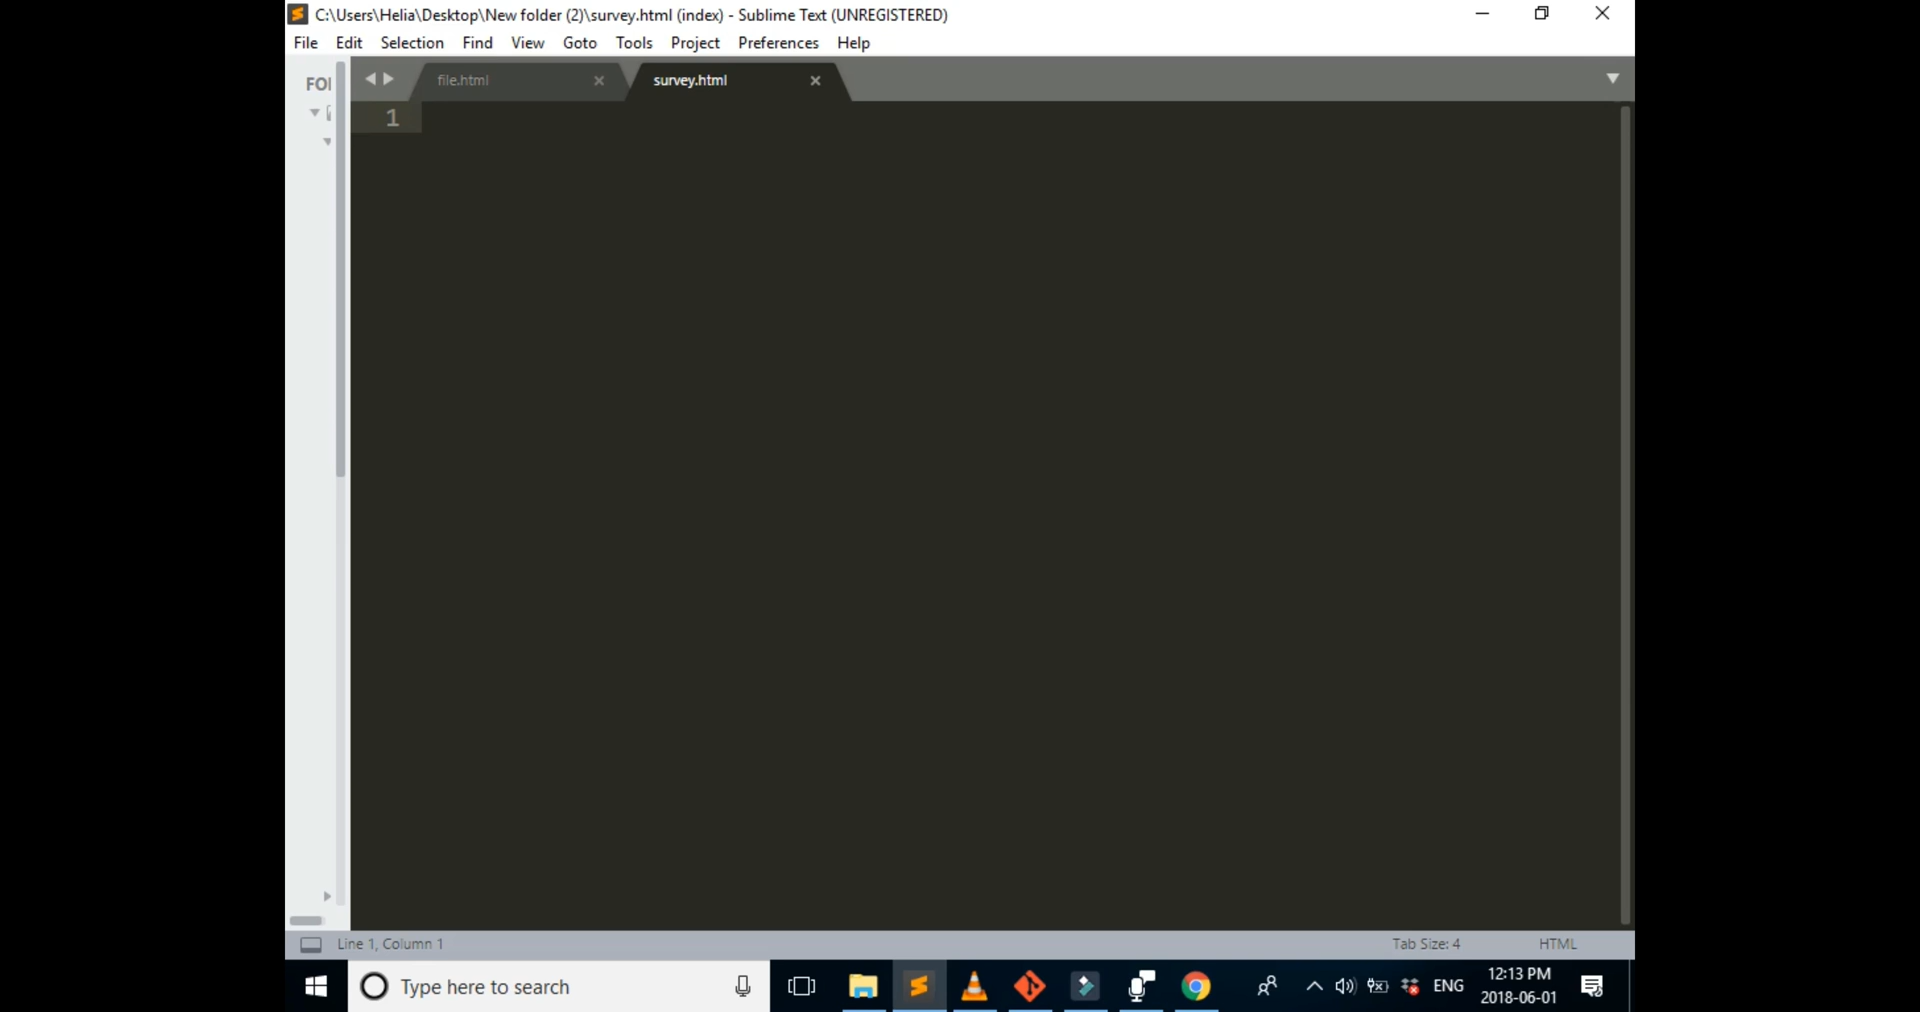 C:\Users\Helia\Desktop\New folder (2)\survey.html (index) - Sublime Text (UNREGISTERED)
File Edit Selection Find View Goto Tools Project Preferences Help
FOI
file.html
survey.html
1
Line 1, Column 1
Tab Size: 4
HTML
Type here to search
ENG
12:13 PM
2018-06-01